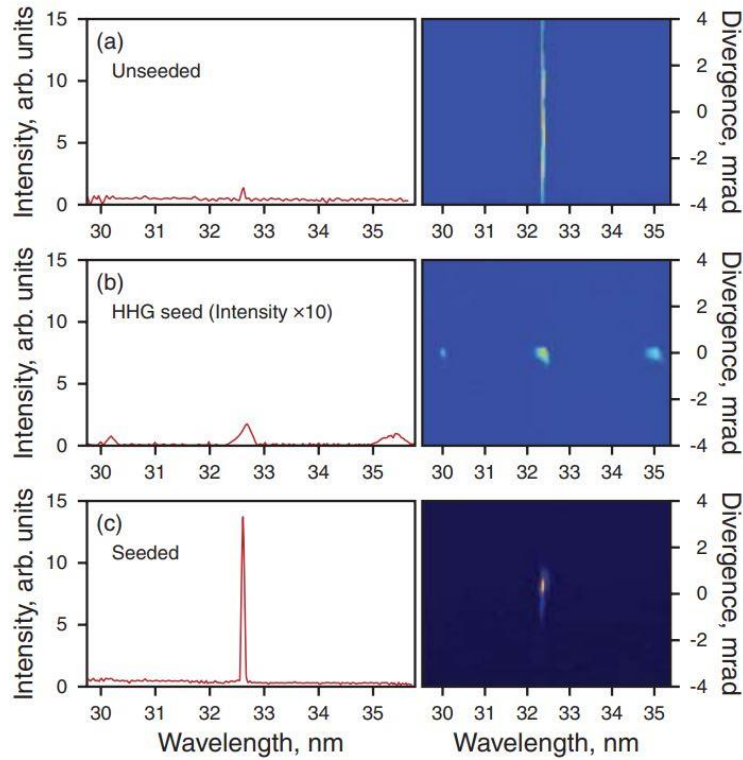 (a)
Unseeded
Intensity, arb. units
15
10
5
0
30 31 32 33 34 35
4
2
0
-2
-4
Divergence, mrad
30 31 32 33 34 35
(b)
HHG seed (Intensity ×10)
Intensity, arb. units
15
10
5
0
30 31 32 33 34 35
4
2
0
-2
-4
Divergence, mrad
30 31 32 33 34 35
(c)
Seeded
Intensity, arb. units
15
10
5
0
30 31 32 33 34 35
Wavelength, nm
4
2
0
-2
-4
Divergence, mrad
30 31 32 33 34 35
Wavelength, nm